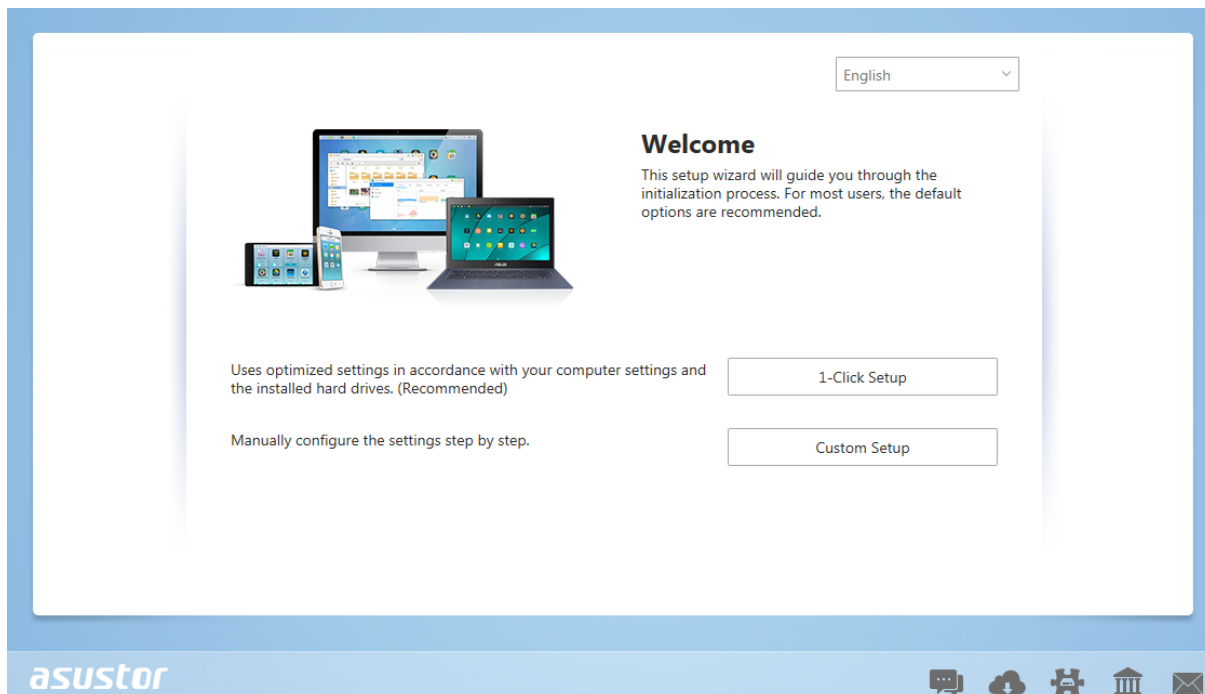 English
Welcome
This setup wizard will guide you through the
initialization process. For most users, the default
options are recommended.
Uses optimized settings in accordance with your computer settings and
the installed hard drives. (Recommended)
1-Click Setup
Manually configure the settings step by step.
Custom Setup
asustor